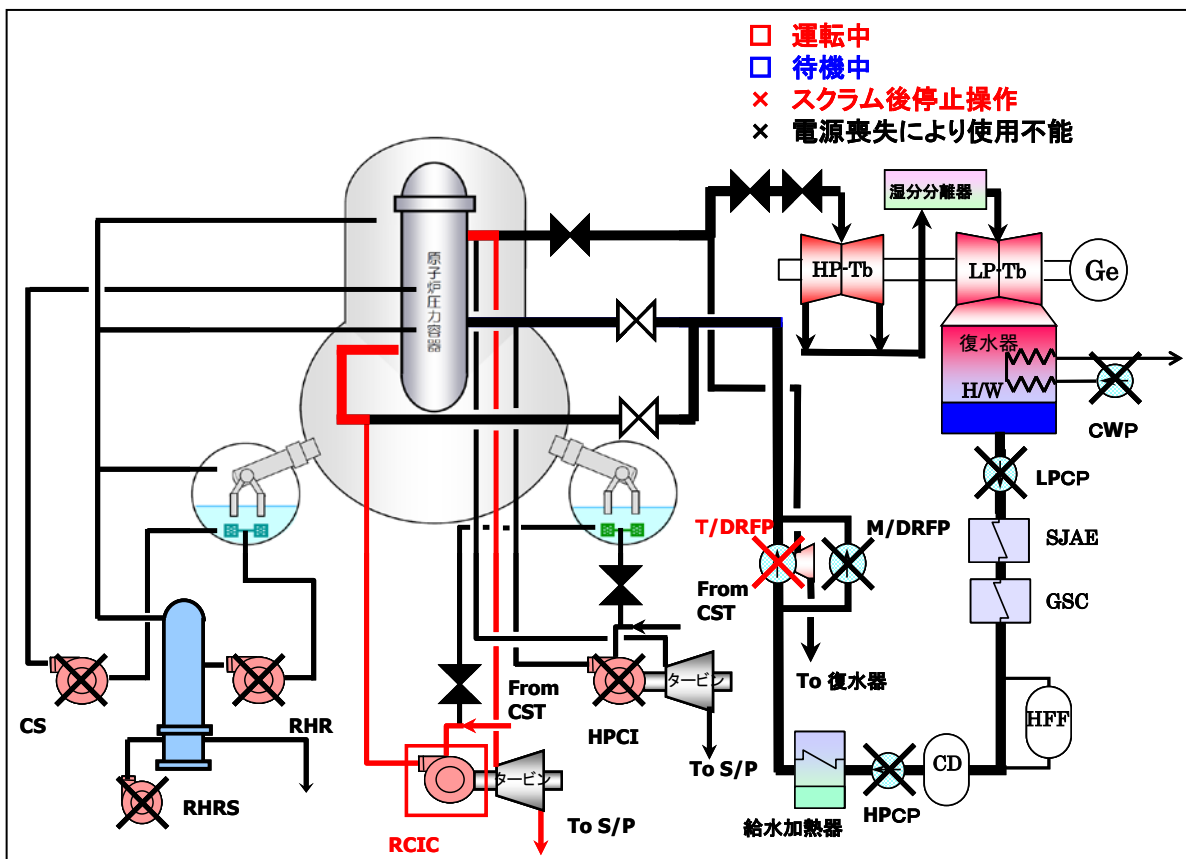 □ 運転中
□ 待機中
× スクラム後停止操作
× 電源喪失により使用不能
湿分分離器
原子炉圧力容器
HP-Tb
LP-Tb
Ge
復水器
H/W
CWP
LPCP
T/DRFP
M/DRFP
SJAE
From
CST
GSC
To 復水器
タービン
CS
RHR
From
CST
HPCI
HFF
To S/P
CD
タービン
RHRS
HPCP
給水加熱器
To S/P
RCIC